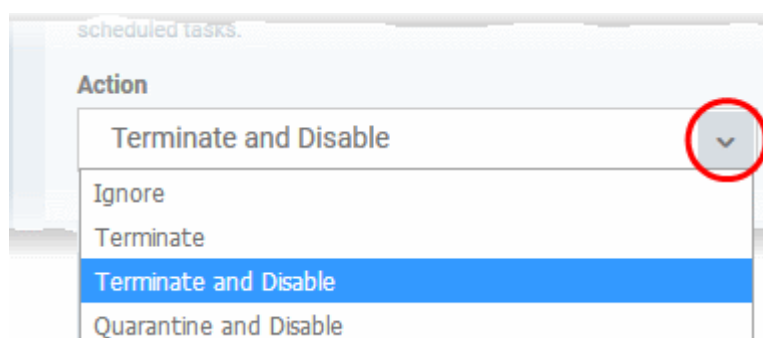 scheduled tasks.
Action
Terminate and Disable
Ignore
Terminate
Terminate and Disable
Quarantine and Disable